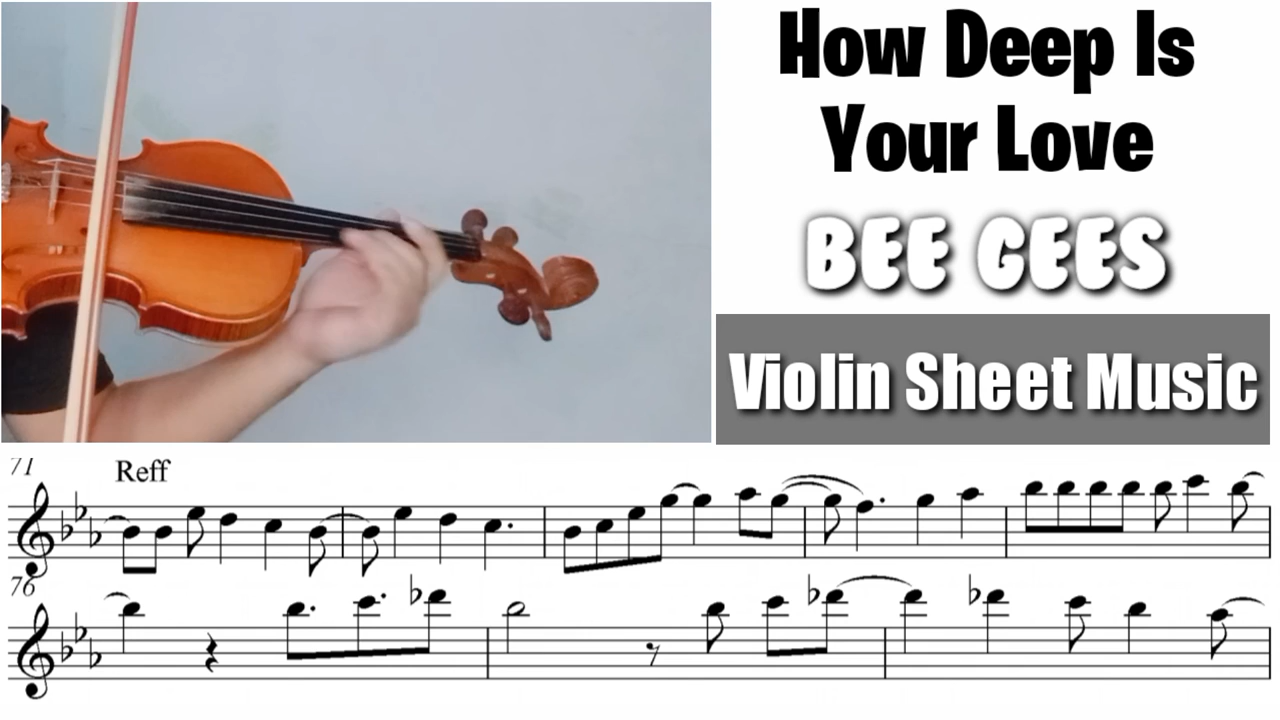 How Deep Is
Your Love
BEE GEES
Violin Sheet Music
71
Reff
76